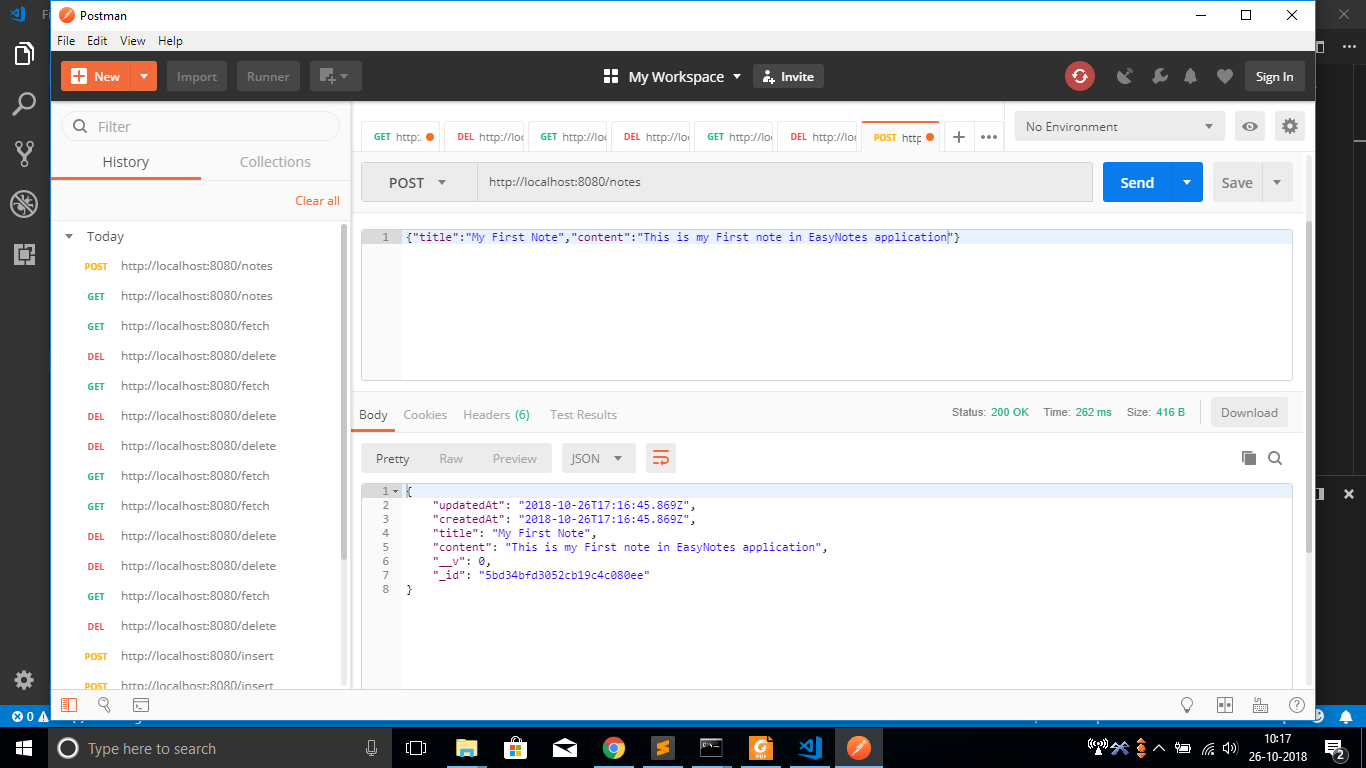 Postman
File Edit View Help
New Import Runner My Workspace Invite Sign In
Filter
History Collections
Clear all
Today
POST http://localhost:8080/notes
GET http://localhost:8080/notes
GET http://localhost:8080/fetch
DEL http://localhost:8080/delete
GET http://localhost:8080/fetch
DEL http://localhost:8080/delete
DEL http://localhost:8080/delete
GET http://localhost:8080/fetch
GET http://localhost:8080/fetch
DEL http://localhost:8080/delete
DEL http://localhost:8080/delete
GET http://localhost:8080/fetch
DEL http://localhost:8080/delete
POST http://localhost:8080/insert
POST http://localhost:8080/insert
GET http:. DEL http://loc GET http://loc DEL http://loc GET http://loc DEL http://loc POST http
No Environment
POST http://localhost:8080/notes Send Save
1 {"title":"My First Note","content":"This is my First note in EasyNotes application"}
Body Cookies Headers (6) Test Results Status: 200 OK Time: 262 ms Size: 416 B Download
Pretty Raw Preview JSON
1 {
2 "updatedAt": "2018-10-26T17:16:45.869Z",
3 "createdAt": "2018-10-26T17:16:45.869Z",
4 "title": "My First Note",
5 "content": "This is my First note in EasyNotes application",
6 "__v": 0,
7 "_id": "5bd34bfd3052cb19c4c080ee"
8 }
0
Type here to search
10:17
26-10-2018
2